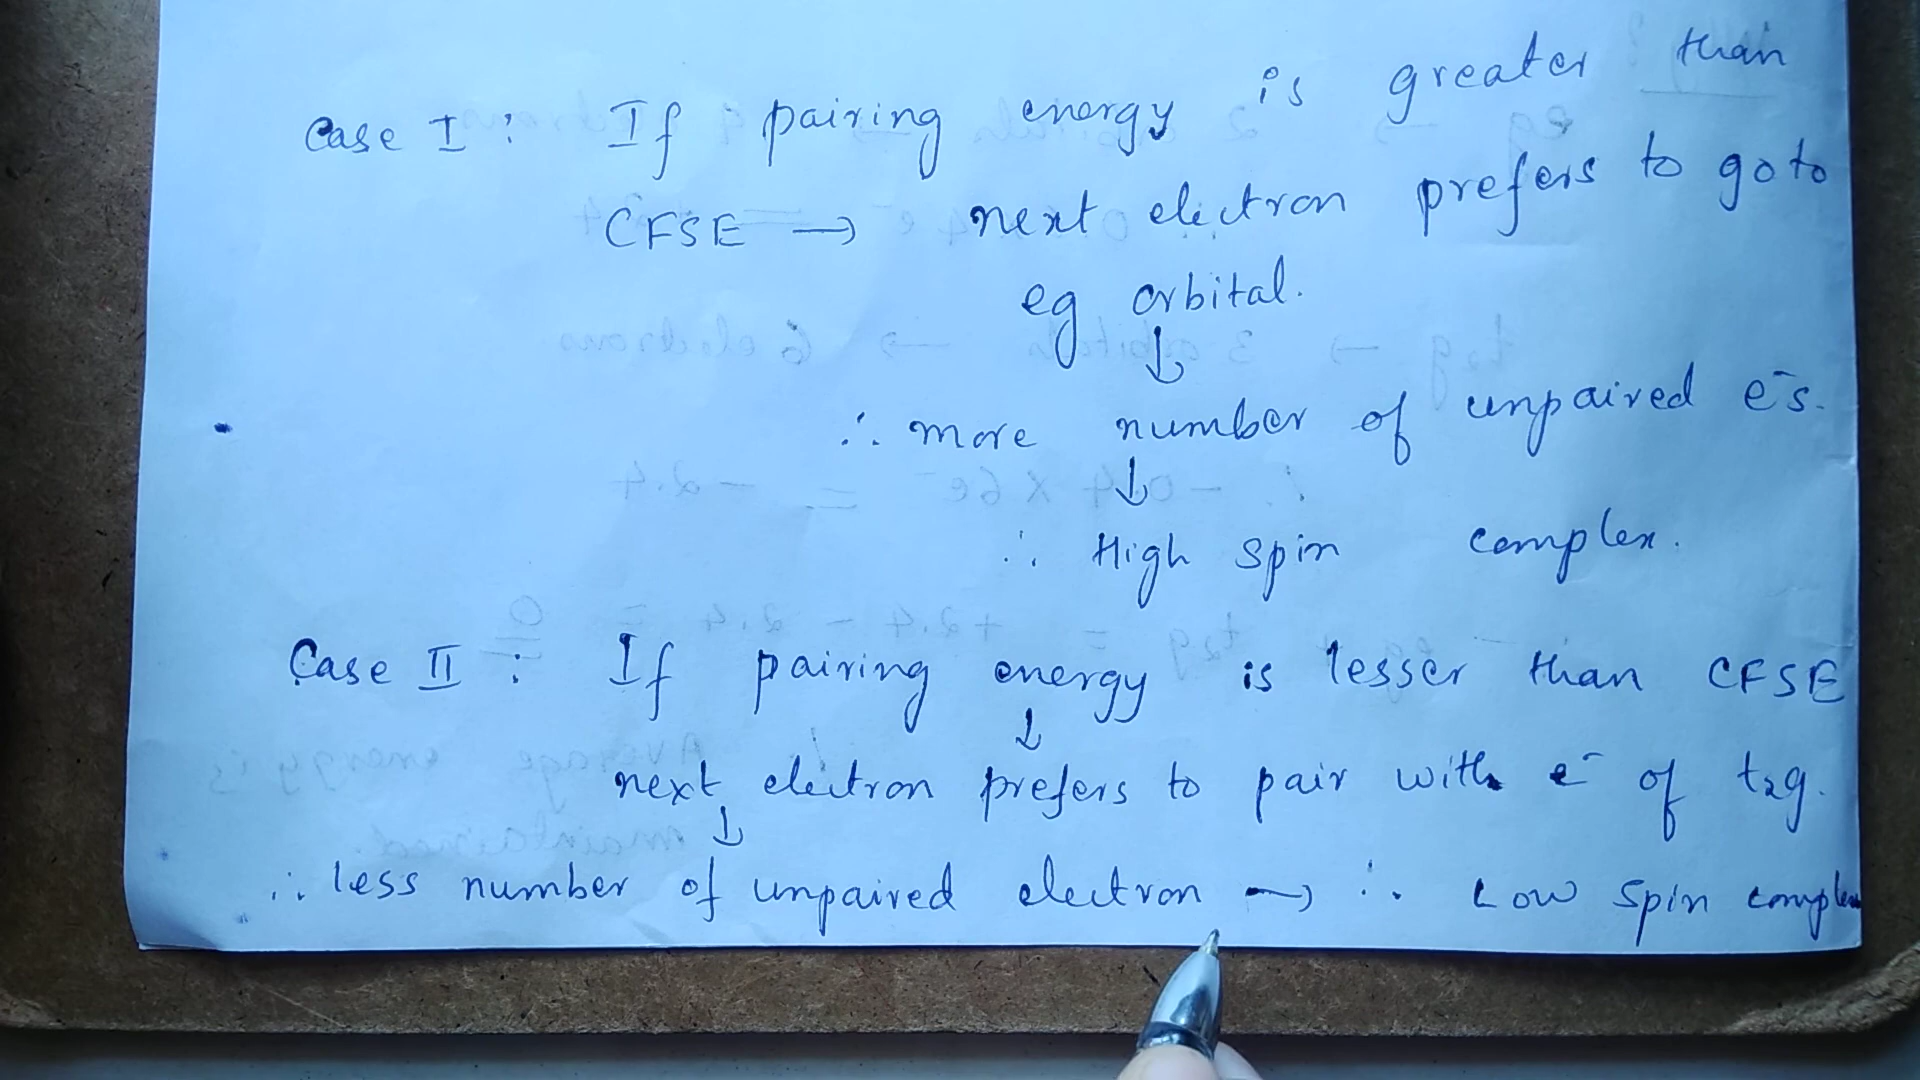 Case I : If pairing energy is greater than
CFSE → next electron prefers to go to
eg orbital.
↓
∴ more number of unpaired e⁻s.
↓
∴ High spin complex.
Case II : If pairing energy is lesser than CFSE
↓
next electron prefers to pair with e⁻ of t2g.
↓
∴ less number of unpaired electron → ∴ Low spin complex